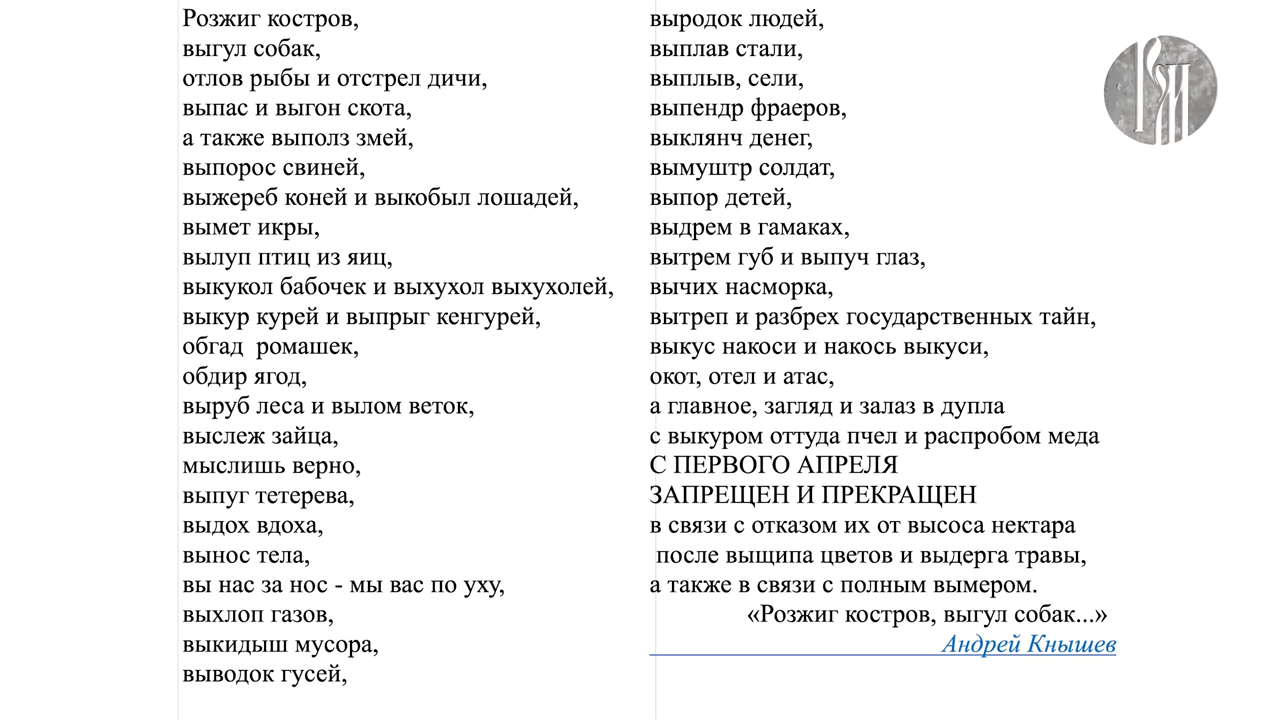 Розжиг костров,
выгул собак,
отлов рыбы и отстрел дичи,
выпас и выгон скота,
а также выполз змей,
выпорос свиней,
выжереб коней и выкобыл лошадей,
вымет икры,
вылуп птиц из яиц,
выкукол бабочек и выхухол выхухолей,
выкур курей и выпрыг кенгурей,
обгад  ромашек,
обдир ягод,
выруб леса и вылом веток,
выслеж зайца,
мыслишь верно,
выпуг тетерева,
выдох вдоха,
вынос тела,
вы нас за нос - мы вас по уху,
выхлоп газов,
выкидыш мусора,
выводок гусей,
выродок людей,
выплав стали,
выплыв, сели,
выпендр фраеров,
выклянч денег,
вымуштр солдат,
выпор детей,
выдрем в гамаках,
вытрем губ и выпуч глаз,
вычих насморка,
вытреп и разбрех государственных тайн,
выкус накоси и накось выкуси,
окот, отел и атас,
а главное, загляд и залаз в дупла
с выкуром оттуда пчел и распробом меда
С ПЕРВОГО АПРЕЛЯ
ЗАПРЕЩЕН И ПРЕКРАЩЕН
в связи с отказом их от высоса нектара
после выщипа цветов и выдерга травы,
а также в связи с полным вымером.
«Розжиг костров, выгул собак...»
Андрей Кнышев